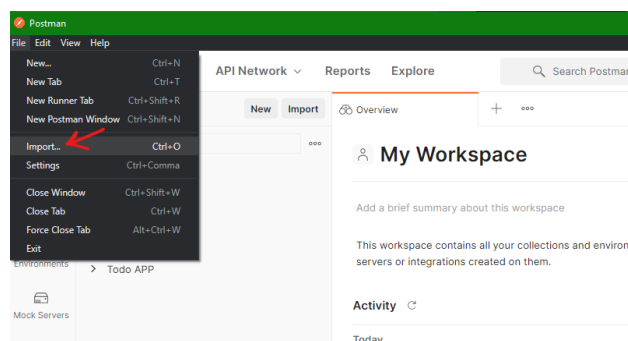 Postman
File Edit View Help
New... Ctrl+N
New Tab Ctrl+T
New Runner Tab Ctrl+Shift+R
New Postman Window Ctrl+Shift+N
Import... Ctrl+O
Settings Ctrl+Comma
Close Window Ctrl+Shift+W
Close Tab Ctrl+W
Force Close Tab Alt+Ctrl+W
Exit
API Network Reports Explore Search Postman
New Import Overview
My Workspace
Add a brief summary about this workspace
This workspace contains all your collections and environ
servers or integrations created on them.
Environments
Todo APP
Mock Servers
Activity
Today